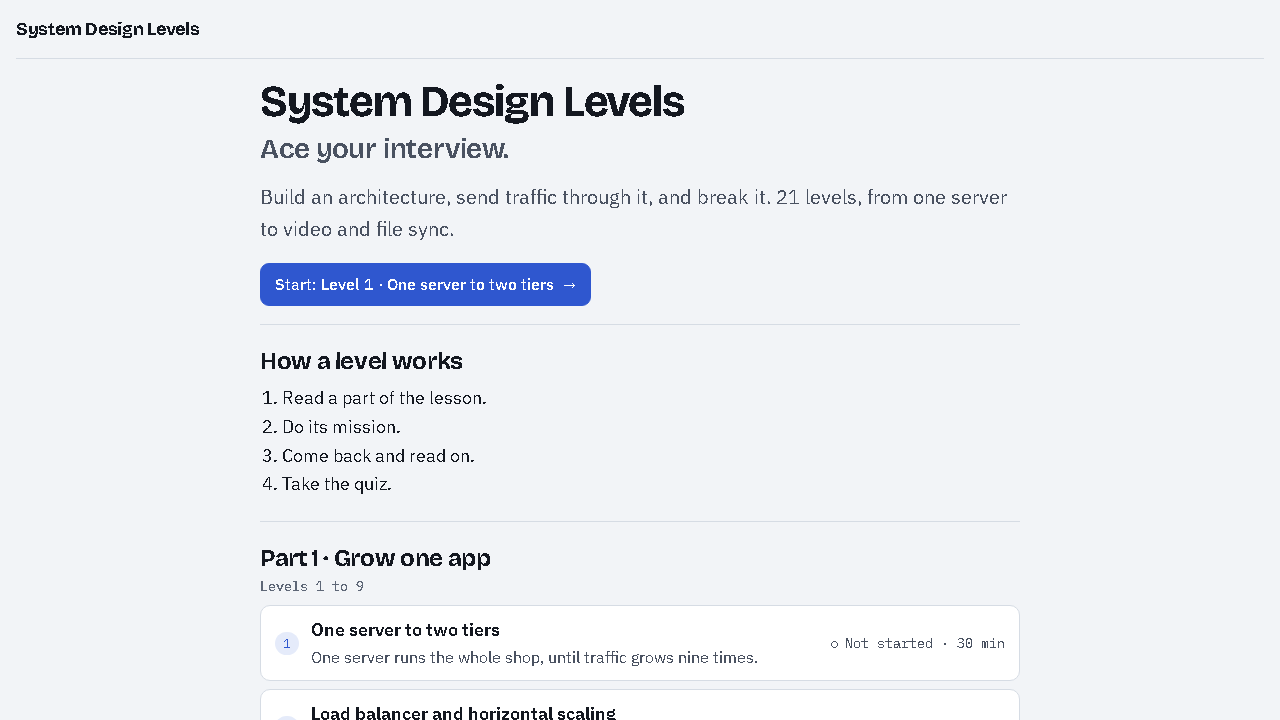 System Design Levels
System Design Levels
Ace your interview.
Build an architecture, send traffic through it, and break it. 21 levels, from one server
to video and file sync.
Start: Level 1 · One server to two tiers →
How a level works
1. Read a part of the lesson.
2. Do its mission.
3. Come back and read on.
4. Take the quiz.
Part 1 · Grow one app
Levels 1 to 9
1
One server to two tiers
One server runs the whole shop, until traffic grows nine times.
○ Not started · 30 min
Load balancer and horizontal scaling